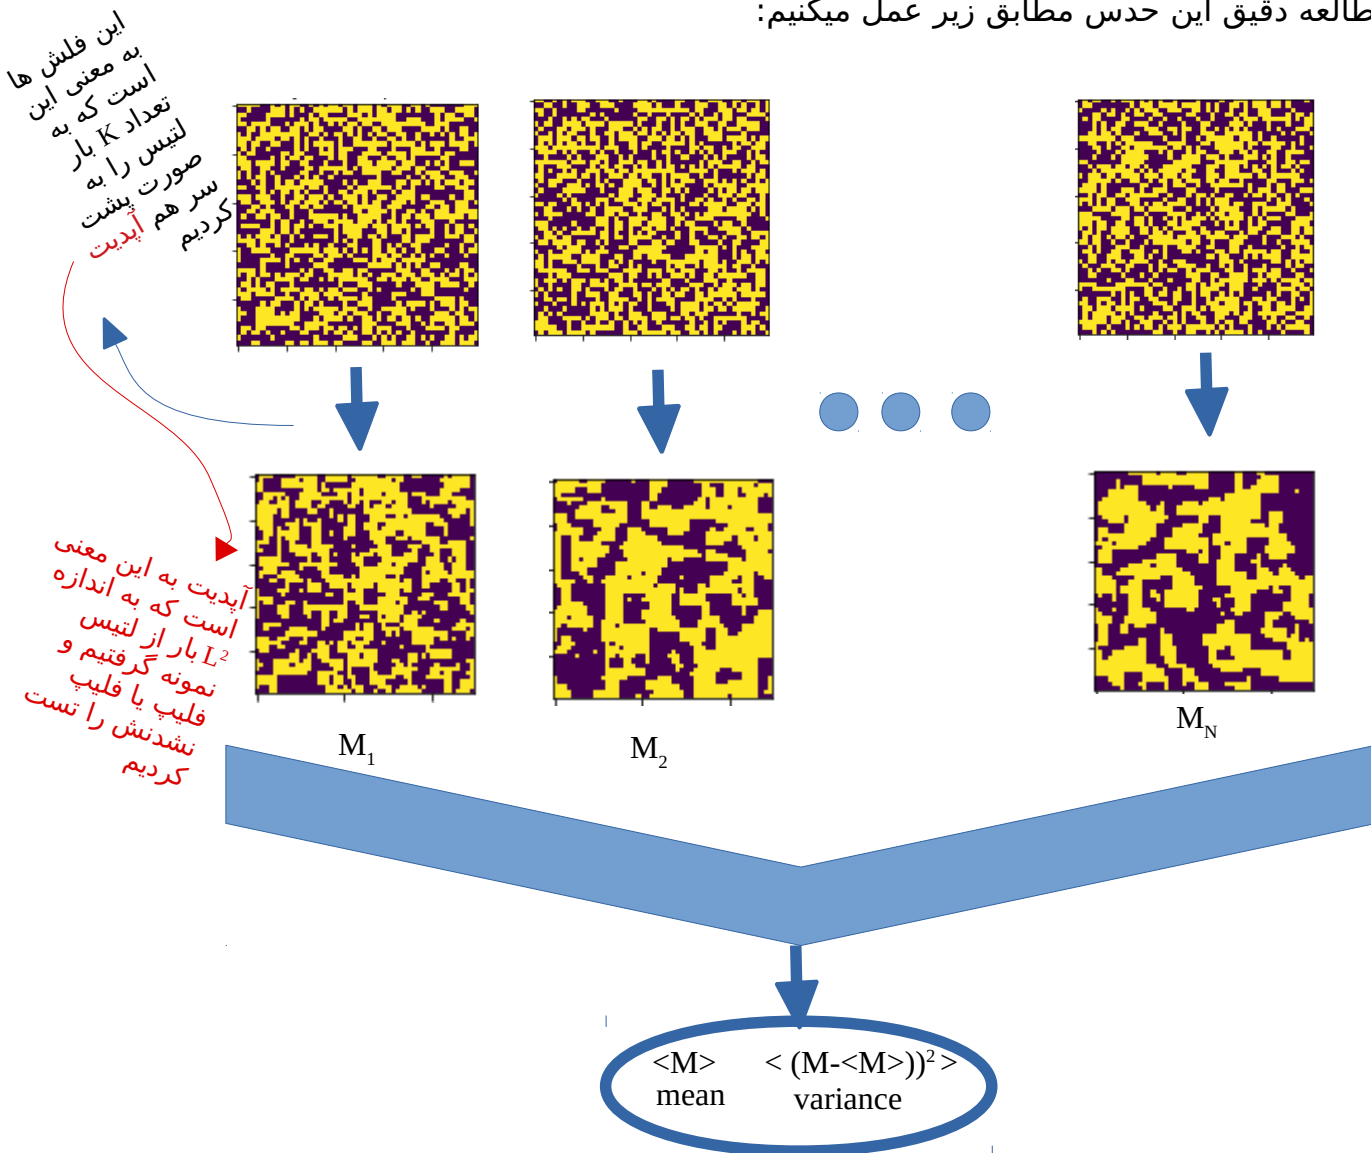 طالعه دقیق این حدس مطابق زیر عمل میکنیم:
این فلش ها
به معنی این
است که به
تعداد K بار
لتیس را به
صورت پشت
سر هم آپدیت
کردیم
آپدیت به این معنی
است که به اندازه
L² بار از لتیس
نمونه گرفتیم و
فلیپ یا فلیپ
نشدنش را تست
کردیم
M₁
M₂
M_N
<M> < (M-<M>))² >
mean variance